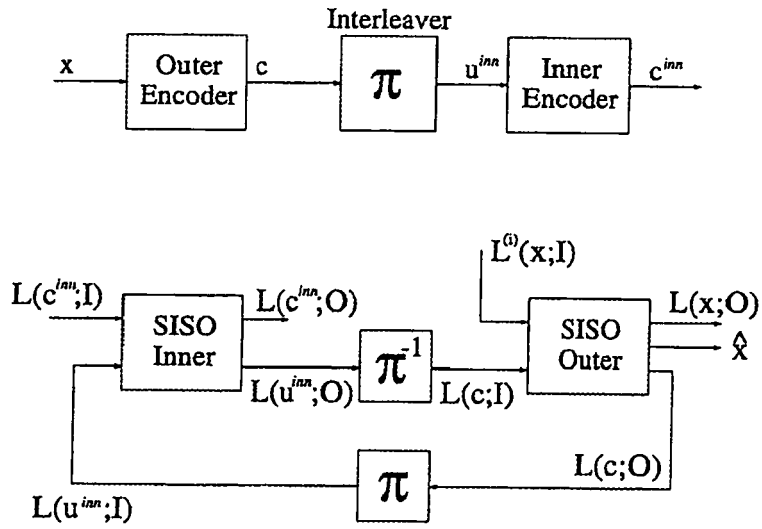 Interleaver
x
Outer
Encoder
c
π
u^inn
Inner
Encoder
c^inn
L^(i)(x;I)
L(c^inn;I)
SISO
Inner
L(c^inn;O)
L(u^inn;O)
π^-1
L(c;I)
SISO
Outer
L(x;O)
x̂
L(c;O)
π
L(u^inn;I)